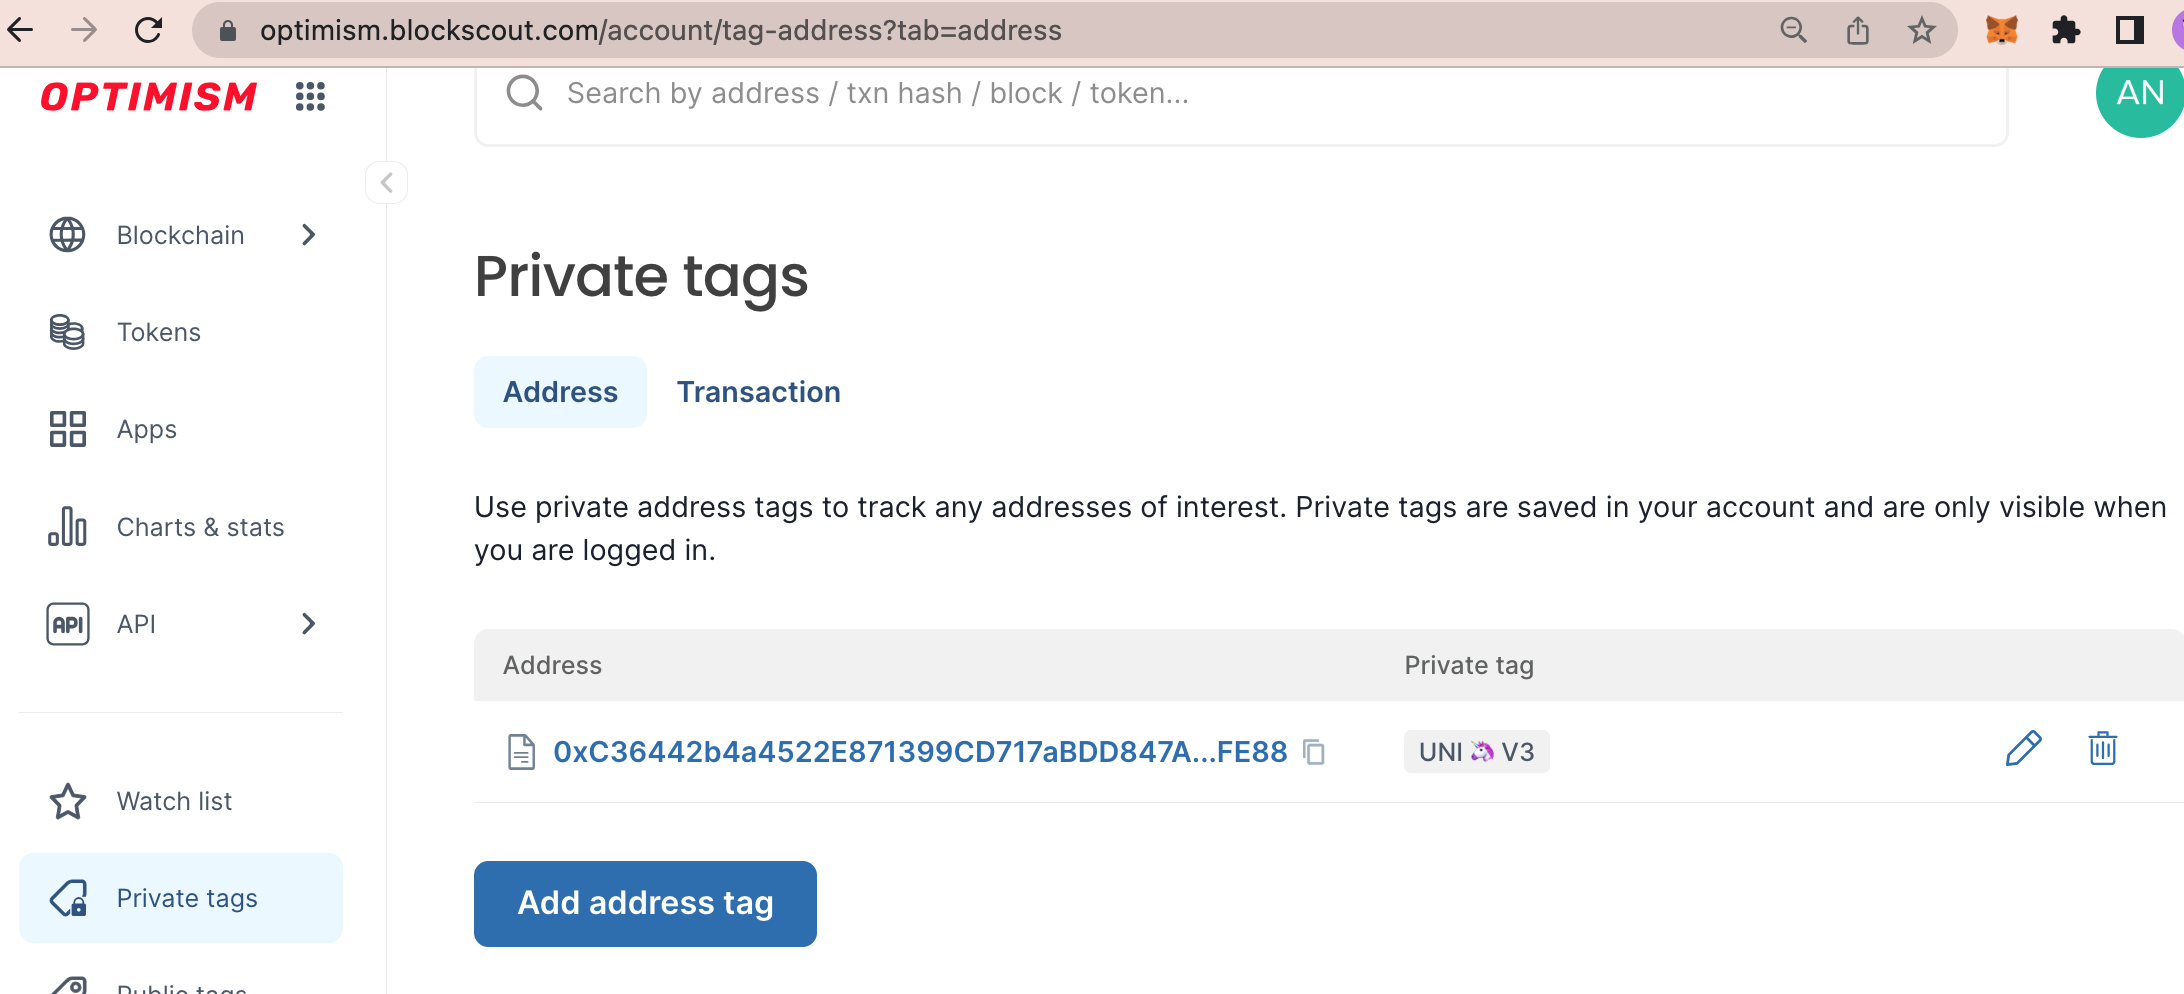 optimism.blockscout.com/account/tag-address?tab=address
OPTIMISM
Search by address / txn hash / block / token...
AN
Blockchain
Tokens
Apps
Charts & stats
API API
Watch list
Private tags
Public tags
Private tags
Address Transaction
Use private address tags to track any addresses of interest. Private tags are saved in your account and are only visible when
you are logged in.
Address Private tag
0xC36442b4a4522E871399CD717aBDD847A...FE88 UNI 🦄 V3
Add address tag